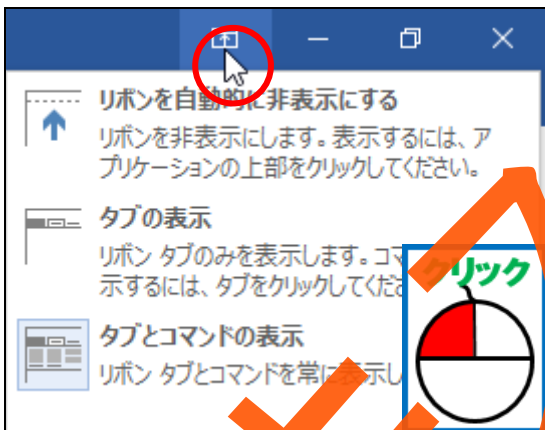 リボンを自動的に非表示にする
リボンを非表示にします。表示するには、ア
プリケーションの上部をクリックしてください。
タブの表示
リボン タブのみを表示します。コマ
示するには、タブをクリックしてくだ
クリック
タブとコマンドの表示
リボン タブとコマンドを常に表示し